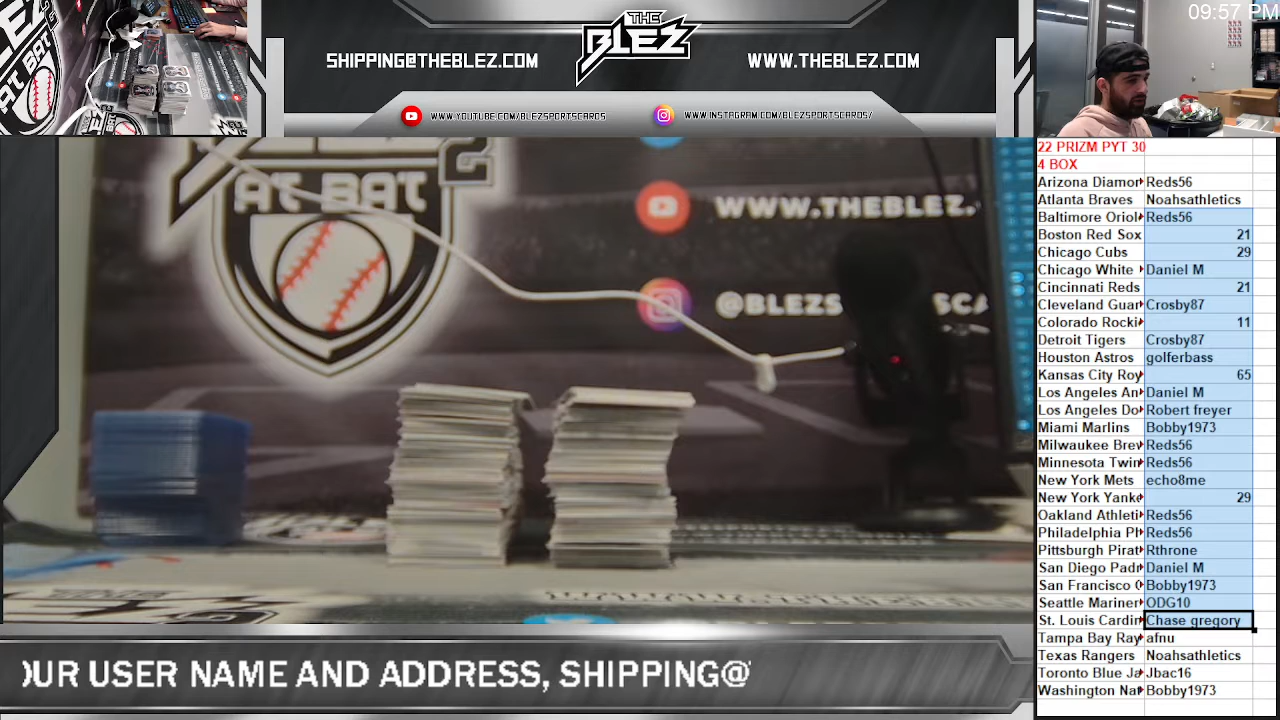 09:57 PM
THE
BLEZ
SHIPPING@THEBLEZ.COM
WWW.THEBLEZ.COM
WWW.YOUTUBE.COM/BLEZSPORTSCARDS
WWW.INSTAGRAM.COM/BLEZSPORTSCARDS/
AT BAT
WWW.THEBLEZ.
@BLEZS
SCA
22 PRIZM PYT 30
4 BOX
Arizona Diamor Reds56
Atlanta Braves Noahsathletics
Baltimore Oriol Reds56
Boston Red Sox 21
Chicago Cubs 29
Chicago White Daniel M
Cincinnati Reds 21
Cleveland Guar Crosby87
Colorado Rocki 11
Detroit Tigers Crosby87
Houston Astros golferbass
Kansas City Roy 65
Los Angeles An Daniel M
Los Angeles Do Robert freyer
Miami Marlins Bobby1973
Milwaukee Brev Reds56
Minnesota Twin Reds56
New York Mets echo8me
New York Yanke 29
Oakland Athleti Reds56
Philadelphia Pl Reds56
Pittsburgh Pirat Rthrone
San Diego Padr Daniel M
San Francisco G Bobby1973
Seattle Mariner ODG10
St. Louis Cardin Chase gregory
Tampa Bay Ray afnu
Texas Rangers Noahsathletics
Toronto Blue Ja Jbac16
Washington Nat Bobby1973
OUR USER NAME AND ADDRESS, SHIPPING@